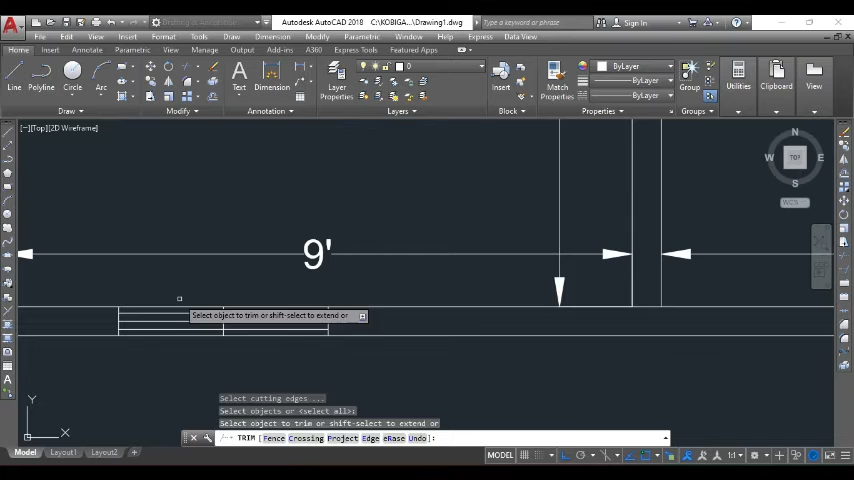 Drafting & Annotation
Autodesk AutoCAD 2018
C:\KOBIGA...\Drawing1.dwg
Type a keyword or phrase
Sign In
File Edit View Insert Format Tools Draw Dimension Modify Parametric Window Help Express Data View
Home Insert Annotate Parametric View Manage Output Add-ins A360 Express Tools Featured Apps
Line Polyline Circle Arc Text Dimension Layer Properties 0 Insert Match Properties ByLayer ByLayer ByLayer Group Utilities Clipboard View
Draw Modify Annotation Layers Block Properties Groups
[−][Top][2D Wireframe]
N
W TOP E
S
WCS
9'
Select object to trim or shift-select to extend or
Select cutting edges ...
Select objects or <select all>:
Select object to trim or shift-select to extend or
TRIM [Fence Crossing Project Edge eRase Undo]:
Y
X
Model Layout1 Layout2 + MODEL 1:1